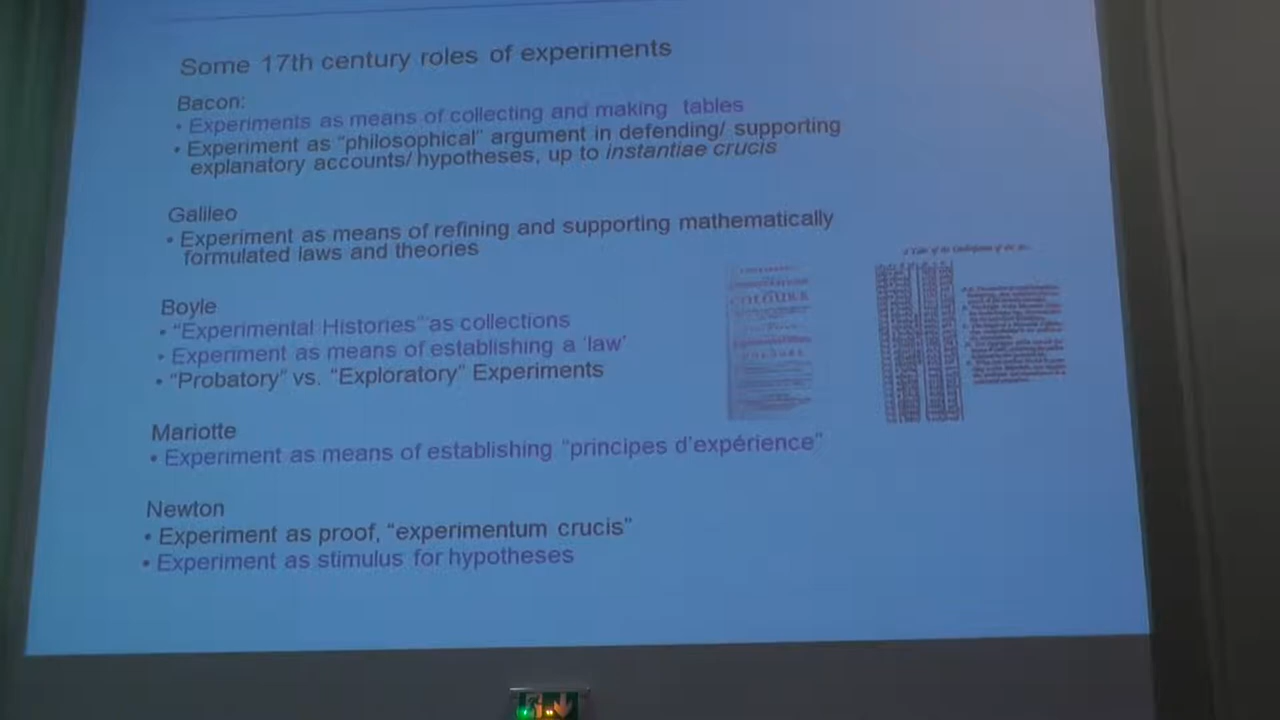 Some 17th century roles of experiments
Bacon:
• Experiments as means of collecting and making tables
• Experiment as “philosophical” argument in defending/ supporting
explanatory accounts/ hypotheses, up to instantiae crucis
Galileo
• Experiment as means of refining and supporting mathematically
formulated laws and theories
Boyle
• “Experimental Histories” as collections
• Experiment as means of establishing a ‘law’
• “Probatory” vs. “Exploratory” Experiments
COLOURS
Mariotte
• Experiment as means of establishing “principes d’expérience”
Newton
• Experiment as proof, “experimentum crucis”
• Experiment as stimulus for hypotheses